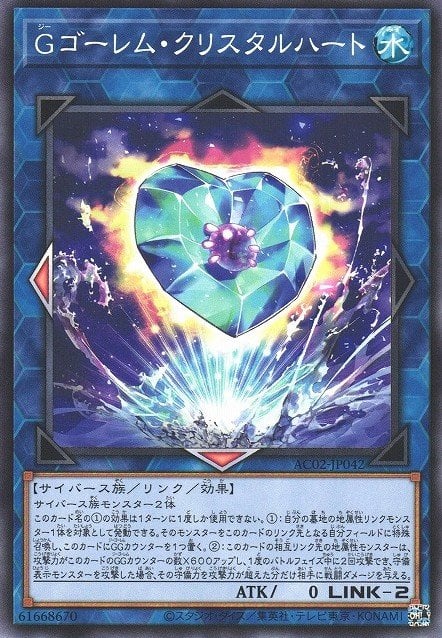 Gゴーレム・クリスタルハート
ジー
水
AC02-JP042
【サイバース族／リンク／効果】
サイバース族モンスター2体
このカード名の①の効果は1ターンに1度しか使用できない。①：自分の墓地の地属性リンクモンス
ター1体を対象として発動できる。そのモンスターをこのカードのリンク先となる自分フィールドに特殊
召喚し、このカードにGGカウンターを1つ置く。②：このカードの相互リンク先の地属性モンスターは、
攻撃力がこのカードのGGカウンターの数×600アップし、1度のバトルフェイズ中に2回攻撃でき、守備
表示モンスターを攻撃した場合、その守備力を攻撃力が超えた分だけ相手に戦闘ダメージを与える。
ATK/ 0 LINK-2
61668670
©スタジオ・ダイス／集英社・テレビ東京・KONAMI